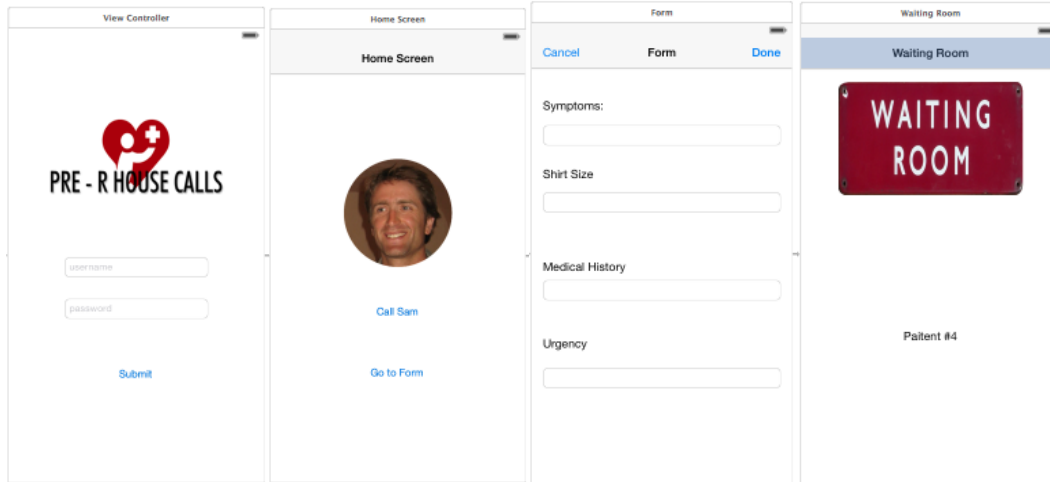 View Controller
PRE - R HOUSE CALLS
username
password
Submit
Home Screen
Home Screen
Call Sam
Go to Form
Form
Cancel Form Done
Symptoms:
Shirt Size
Medical History
Urgency
Waiting Room
Waiting Room
WAITING
ROOM
Paitent #4